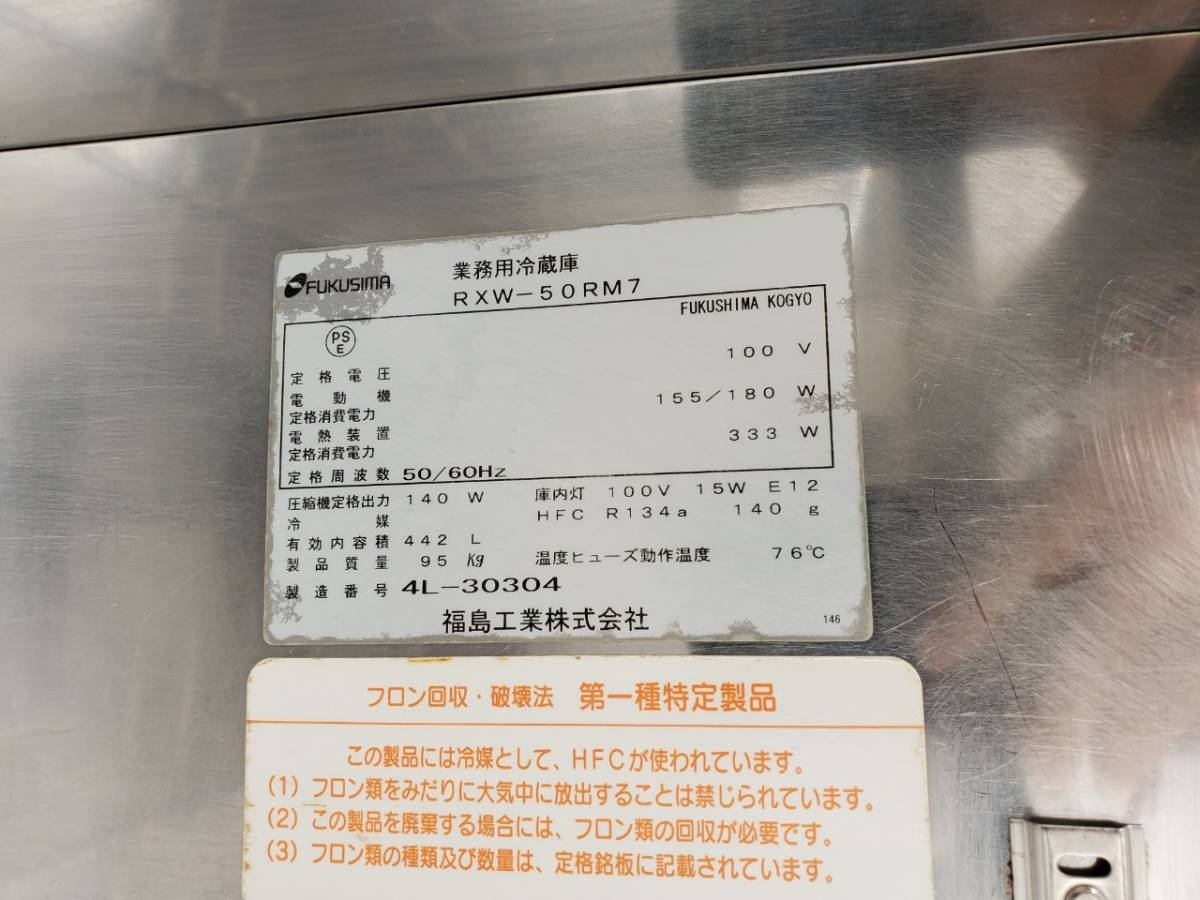 FUKUSIMA
業務用冷蔵庫
RXW-50RM7
FUKUSHIMA KOGYO
PS
E
定格電圧 100 V
電動機
定格消費電力 155/180 W
電熱装置
定格消費電力 333 W
定格周波数 50/60Hz
圧縮機定格出力 140 W 庫内灯 100V 15W E12
冷媒 HFC R134a 140 g
有効内容積 442 L
製品質量 95 Kg 温度ヒューズ動作温度 76℃
製造番号 4L-30304
福島工業株式会社 146
フロン回収・破壊法 第一種特定製品
この製品には冷媒として、HFCが使われています。
(1) フロン類をみだりに大気中に放出することは禁じられています。
(2) この製品を廃棄する場合には、フロン類の回収が必要です。
(3) フロン類の種類及び数量は、定格銘板に記載されています。